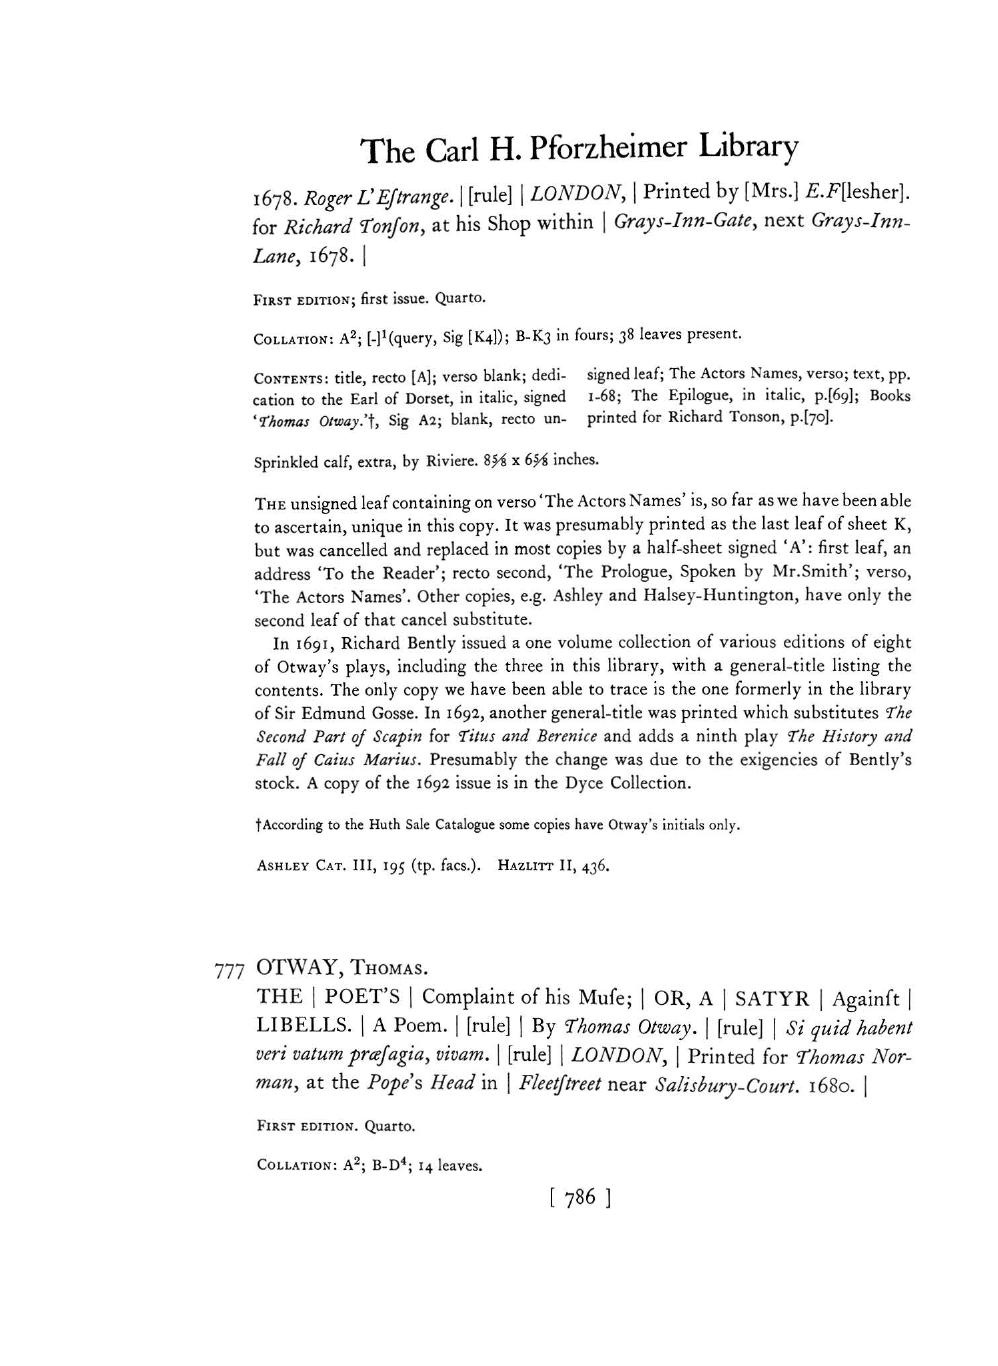 The Carl H. Pforzheimer Library
1678. Roger L'Eſtrange. | [rule] | LONDON, | Printed by [Mrs.] E.F[lesher].
for Richard Tonſon, at his Shop within | Grays-Inn-Gate, next Grays-Inn-
Lane, 1678. |
FIRST EDITION; first issue. Quarto.
COLLATION: A²; [-]¹(query, Sig [K4]); B-K3 in fours; 38 leaves present.
CONTENTS: title, recto [A]; verso blank; dedi-
cation to the Earl of Dorset, in italic, signed
'Thomas Otway.'†, Sig A2; blank, recto un-
signed leaf; The Actors Names, verso; text, pp.
1-68; The Epilogue, in italic, p.[69]; Books
printed for Richard Tonson, p.[70].
Sprinkled calf, extra, by Riviere. 8⅝ x 6⅝ inches.
THE unsigned leaf containing on verso 'The Actors Names' is, so far as we have been able
to ascertain, unique in this copy. It was presumably printed as the last leaf of sheet K,
but was cancelled and replaced in most copies by a half-sheet signed 'A': first leaf, an
address 'To the Reader'; recto second, 'The Prologue, Spoken by Mr.Smith'; verso,
'The Actors Names'. Other copies, e.g. Ashley and Halsey-Huntington, have only the
second leaf of that cancel substitute.
In 1691, Richard Bently issued a one volume collection of various editions of eight
of Otway's plays, including the three in this library, with a general-title listing the
contents. The only copy we have been able to trace is the one formerly in the library
of Sir Edmund Gosse. In 1692, another general-title was printed which substitutes The
Second Part of Scapin for Titus and Berenice and adds a ninth play The History and
Fall of Caius Marius. Presumably the change was due to the exigencies of Bently's
stock. A copy of the 1692 issue is in the Dyce Collection.
†According to the Huth Sale Catalogue some copies have Otway's initials only.
ASHLEY CAT. III, 195 (tp. facs.). HAZLITT II, 436.
777 OTWAY, THOMAS.
THE | POET'S | Complaint of his Muſe; | OR, A | SATYR | Againſt |
LIBELLS. | A Poem. | [rule] | By Thomas Otway. | [rule] | Si quid habent
veri vatum præſagia, vivam. | [rule] | LONDON, | Printed for Thomas Nor-
man, at the Pope's Head in | Fleetſtreet near Salisbury-Court. 1680. |
FIRST EDITION. Quarto.
COLLATION: A²; B-D⁴; 14 leaves.
[ 786 ]